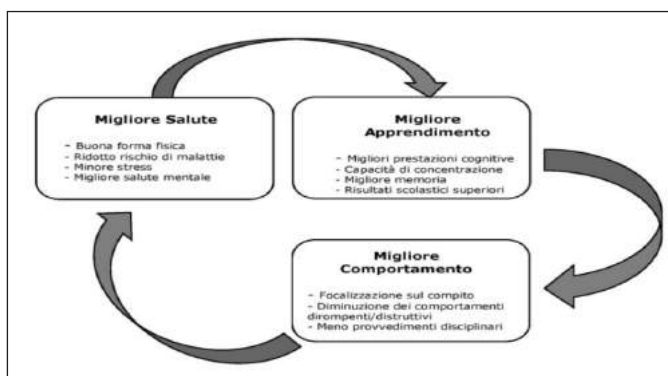 Migliore Salute
- Buona forma fisica
- Ridotto rischio di malattie
- Minore stress
- Migliore salute mentale
Migliore
Apprendimento
- Migliori prestazioni cognitive
- Capacità di concentrazione
- Migliore memoria
- Risultati scolastici superiori
Migliore
Comportamento
- Focalizzazione sul compito
- Diminuzione dei comportamenti
dirompenti/distruttivi
- Meno provvedimenti disciplinari